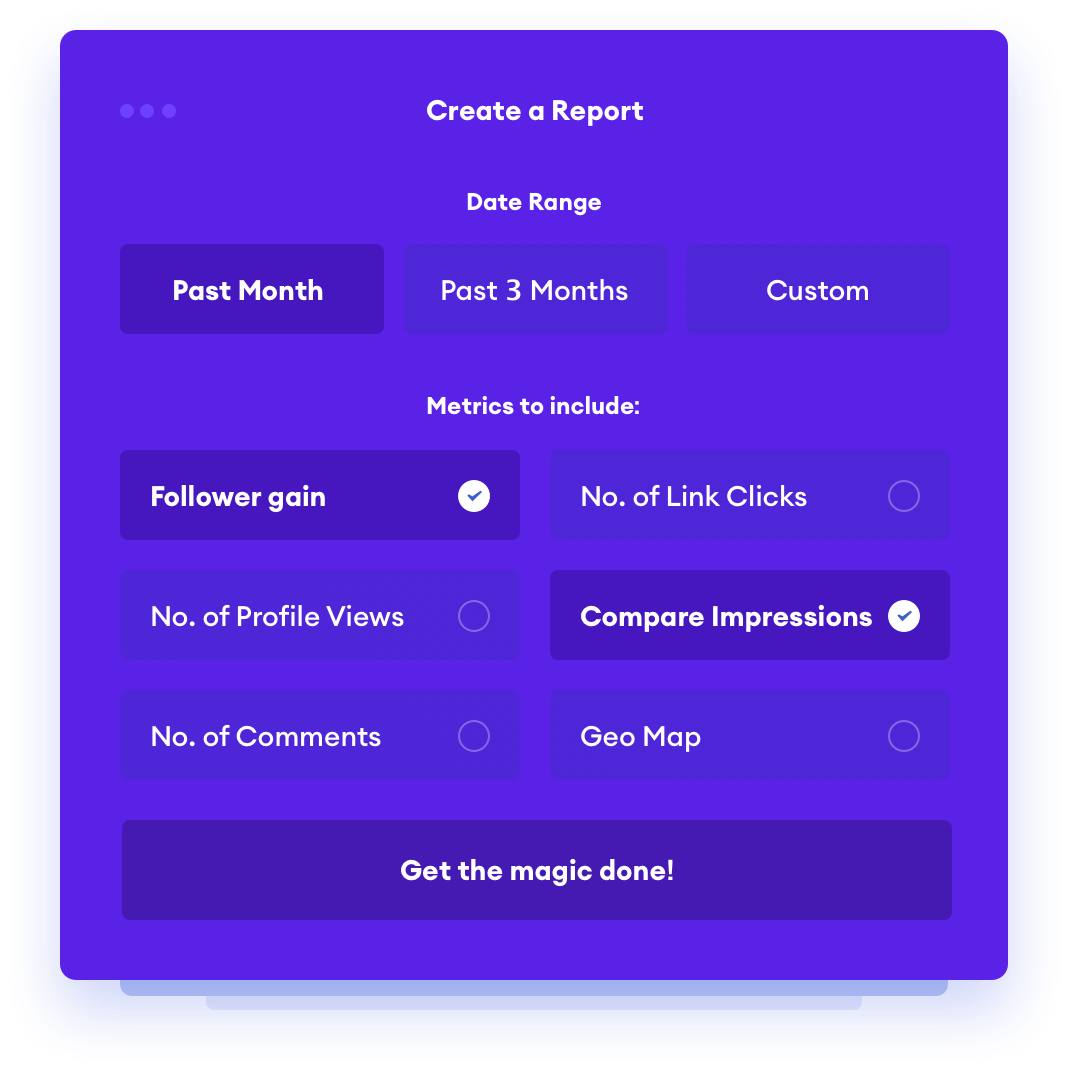 Create a Report
Date Range
Past Month
Past 3 Months
Custom
Metrics to include:
Follower gain
No. of Link Clicks
No. of Profile Views
Compare Impressions
No. of Comments
Geo Map
Get the magic done!